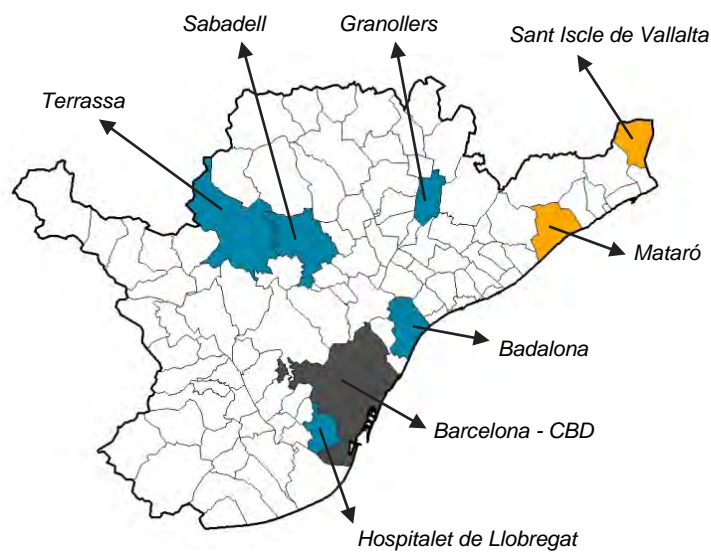 Sabadell
Granollers
Sant Iscle de Vallalta
Terrassa
Mataró
Badalona
Barcelona - CBD
Hospitalet de Llobregat